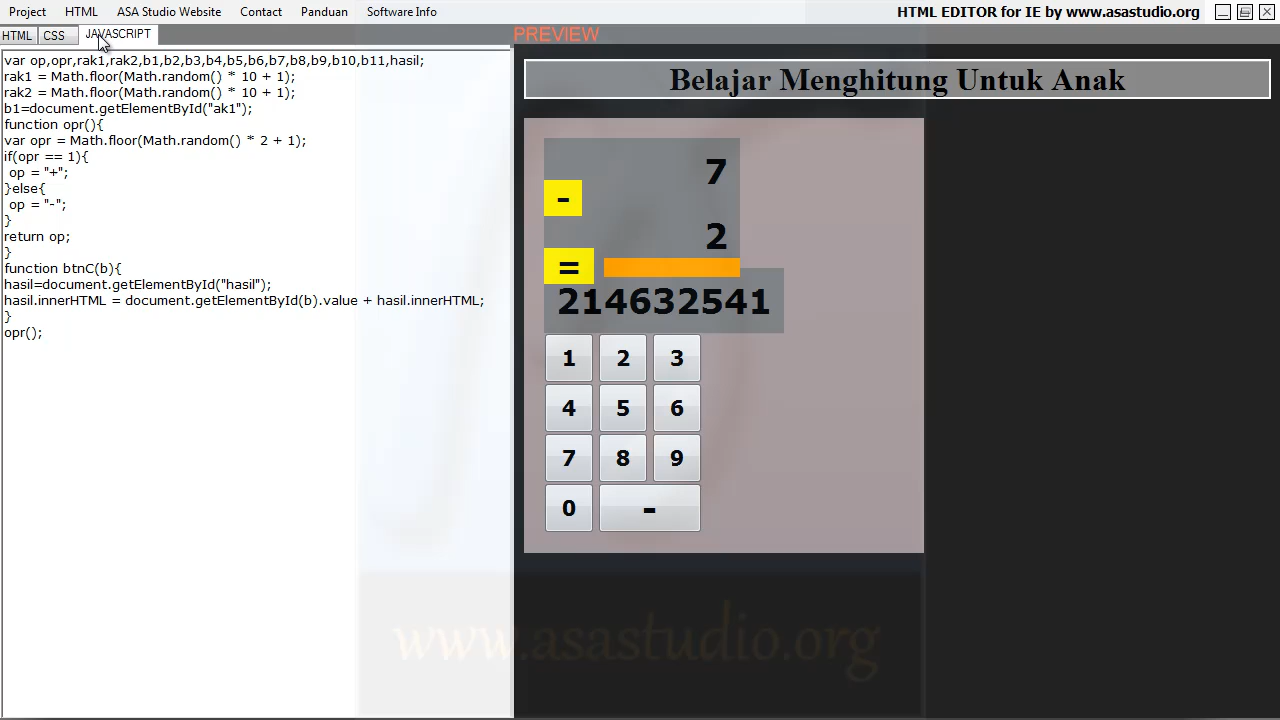 Project HTML ASA Studio Website Contact Panduan Software Info HTML EDITOR for IE by www.asastudio.org
HTML CSS JAVASCRIPT
PREVIEW
var op,opr,rak1,rak2,b1,b2,b3,b4,b5,b6,b7,b8,b9,b10,b11,hasil;
rak1 = Math.floor(Math.random() * 10 + 1);
rak2 = Math.floor(Math.random() * 10 + 1);
b1=document.getElementById("ak1");
function opr(){
var opr = Math.floor(Math.random() * 2 + 1);
if(opr == 1){
op = "+";
}else{
op = "-";
}
return op;
}
function btnC(b){
hasil=document.getElementById("hasil");
hasil.innerHTML = document.getElementById(b).value + hasil.innerHTML;
}
opr();
Belajar Menghitung Untuk Anak
7
-
2
=
214632541
1 2 3
4 5 6
7 8 9
0 -
www.asastudio.org